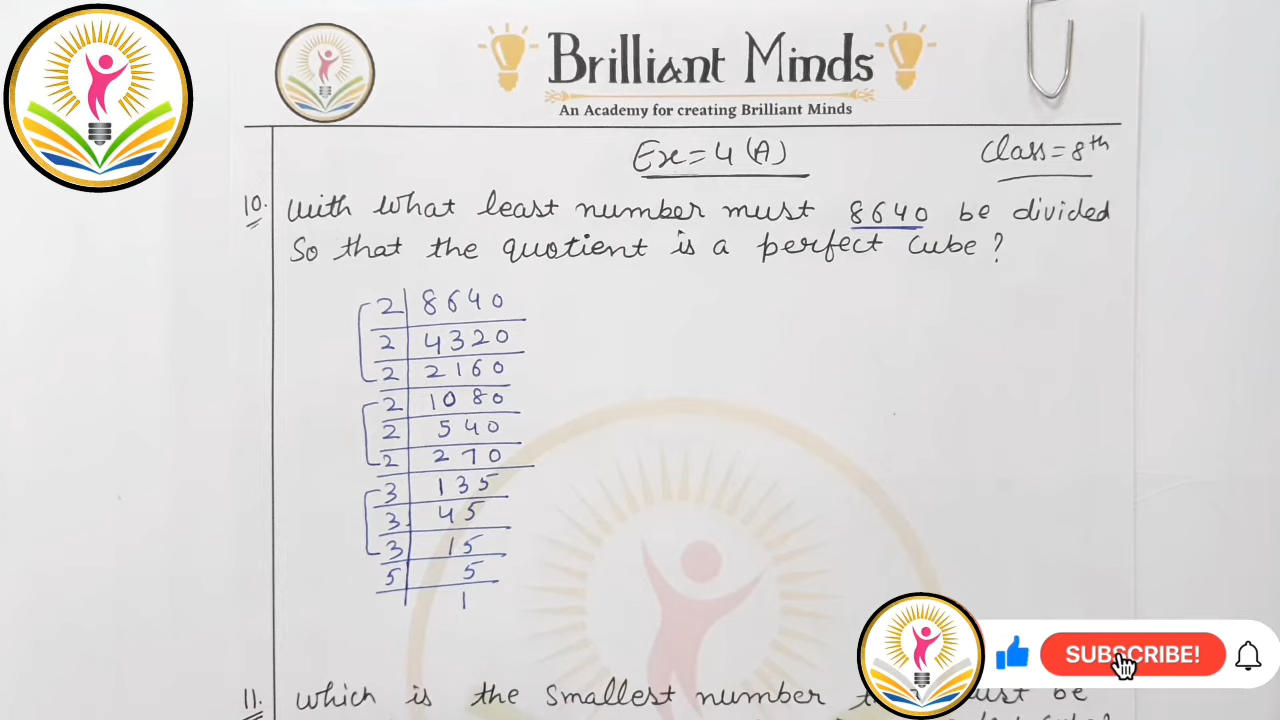 Brilliant Minds
An Academy for creating Brilliant Minds
Ex = 4 (A)
Class = 8th
10. With what least number must 8640 be divided
So that the quotient is a perfect cube?
2 | 8640
2 | 4320
2 | 2160
2 | 1080
2 | 540
2 | 270
3 | 135
3 | 45
3 | 15
5 | 5
1
SUBSCRIBE!
11. Which is the smallest number must be